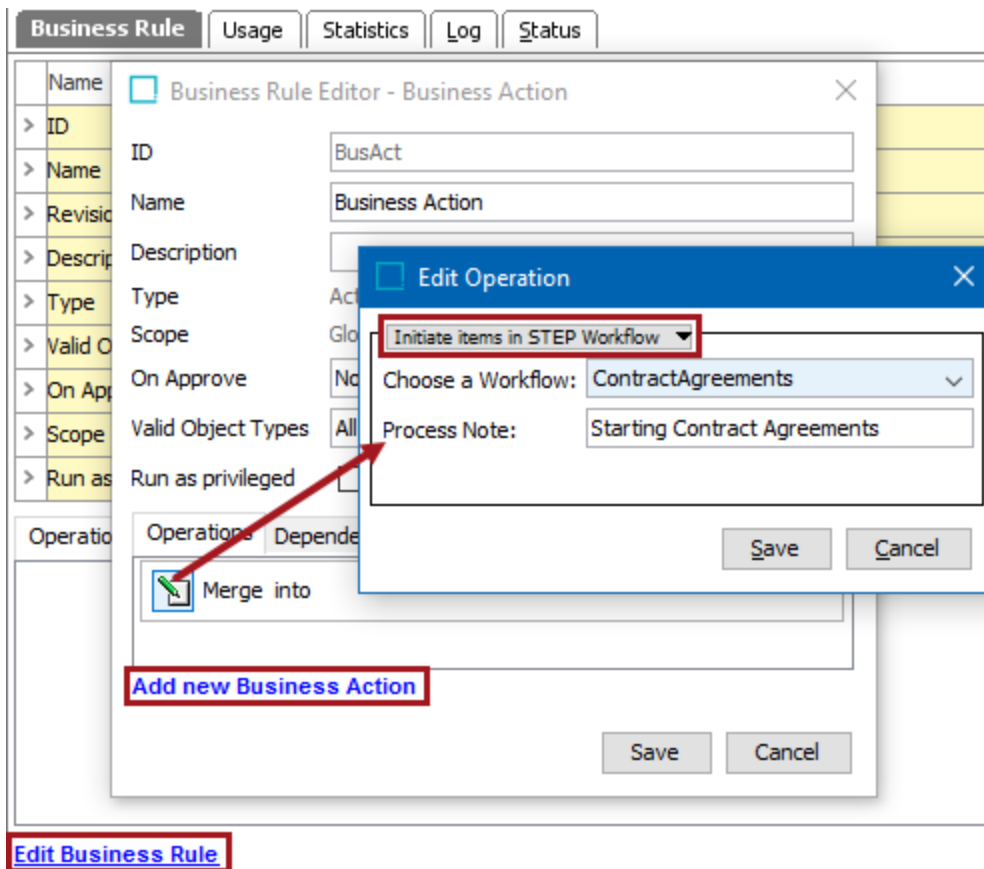 Business Rule Usage Statistics Log Status
Name
ID
Name
Revisio
Descrip
Type
Valid O
On App
Scope
Run as
Operatio
Business Rule Editor - Business Action
ID BusAct
Name Business Action
Description
Type Act
Scope Glo
On Approve No
Valid Object Types All
Run as privileged
Operations Depende
Merge into
Add new Business Action
Save Cancel
Edit Operation
Initiate items in STEP Workflow
Choose a Workflow: ContractAgreements
Process Note: Starting Contract Agreements
Save Cancel
Edit Business Rule